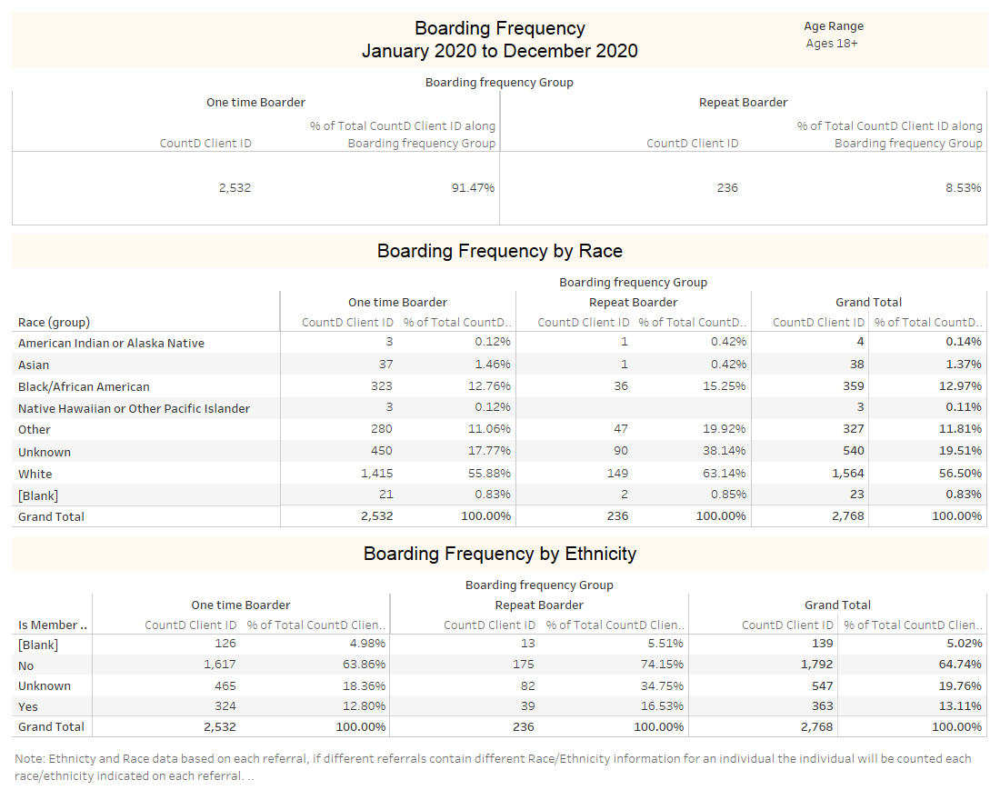 Boarding Frequency
January 2020 to December 2020
Age Range
Ages 18+
Boarding frequency Group
One time Boarder Repeat Boarder
CountD Client ID % of Total CountD Client ID along Boarding frequency Group CountD Client ID % of Total CountD Client ID along Boarding frequency Group
2,532 91.47% 236 8.53%
Boarding Frequency by Race
Boarding frequency Group
One time Boarder Repeat Boarder Grand Total
Race (group) CountD Client ID % of Total CountD.. CountD Client ID % of Total CountD.. CountD Client ID % of Total CountD..
American Indian or Alaska Native 3 0.12% 1 0.42% 4 0.14%
Asian 37 1.46% 1 0.42% 38 1.37%
Black/African American 323 12.76% 36 15.25% 359 12.97%
Native Hawaiian or Other Pacific Islander 3 0.12% 3 0.11%
Other 280 11.06% 47 19.92% 327 11.81%
Unknown 450 17.77% 90 38.14% 540 19.51%
White 1,415 55.88% 149 63.14% 1,564 56.50%
[Blank] 21 0.83% 2 0.85% 23 0.83%
Grand Total 2,532 100.00% 236 100.00% 2,768 100.00%
Boarding Frequency by Ethnicity
Boarding frequency Group
One time Boarder Repeat Boarder Grand Total
Is Member .. CountD Client ID % of Total CountD Clien.. CountD Client ID % of Total CountD Clien.. CountD Client ID % of Total CountD Clien..
[Blank] 126 4.98% 13 5.51% 139 5.02%
No 1,617 63.86% 175 74.15% 1,792 64.74%
Unknown 465 18.36% 82 34.75% 547 19.76%
Yes 324 12.80% 39 16.53% 363 13.11%
Grand Total 2,532 100.00% 236 100.00% 2,768 100.00%
Note: Ethnicty and Race data based on each referral, if different referrals contain different Race/Ethnicity information for an individual the individual will be counted each
race/ethnicity indicated on each referral. ..